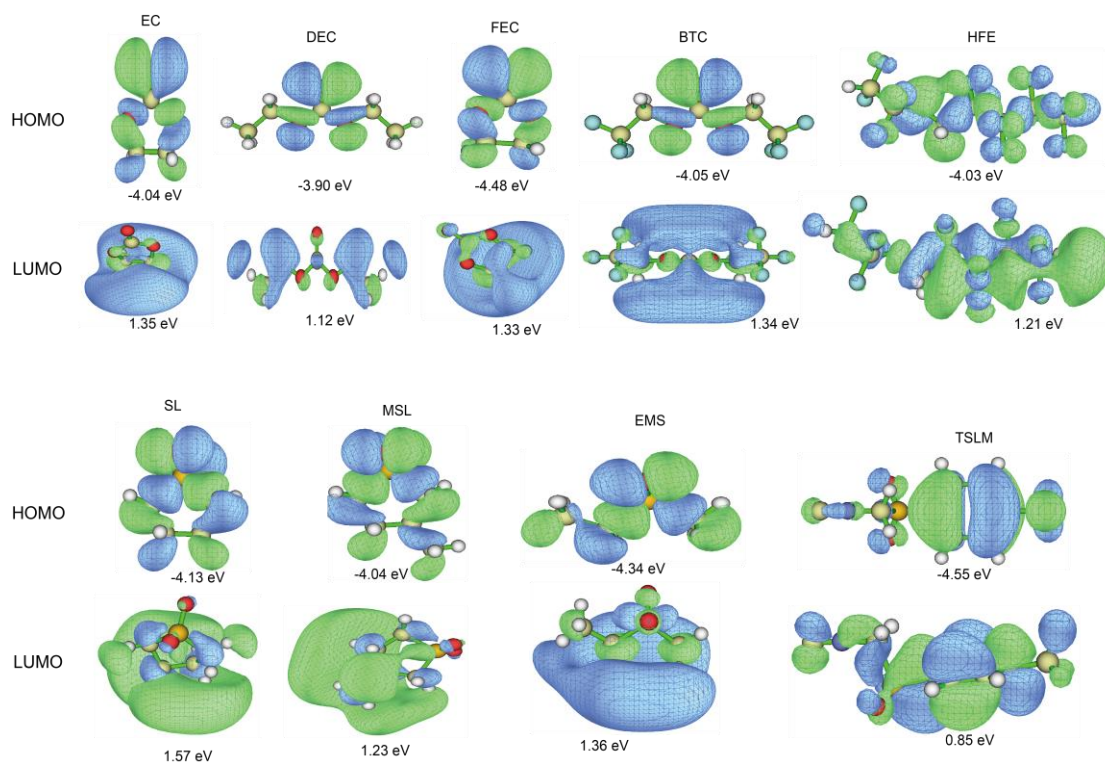 EC DEC FEC BTC HFE
HOMO
-4.04 eV -3.90 eV -4.48 eV -4.05 eV -4.03 eV
LUMO
1.35 eV 1.12 eV 1.33 eV 1.34 eV 1.21 eV
SL MSL EMS TSLM
HOMO
-4.13 eV -4.04 eV -4.34 eV -4.55 eV
LUMO
1.57 eV 1.23 eV 1.36 eV 0.85 eV